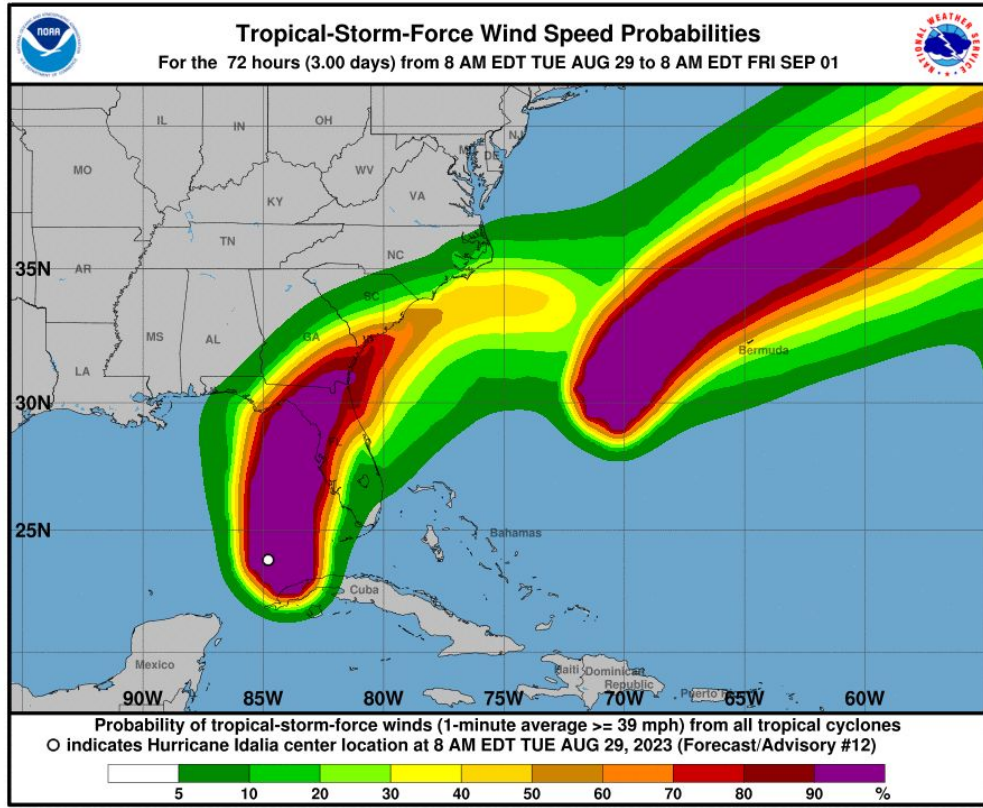 NOAA
NATIONAL WEATHER SERVICE
Tropical-Storm-Force Wind Speed Probabilities
For the 72 hours (3.00 days) from 8 AM EDT TUE AUG 29 to 8 AM EDT FRI SEP 01
IL
IN
OH
NJ
MO
WV
DE
KY
VA
TN
NC
35N
AR
SC
MS
AL
GA
Bermuda
LA
30N
FL
25N
Bahamas
Cuba
Mexico
Haiti
Dominican
Republic
90W
85W
80W
75W
70W
65W
60W
Probability of tropical-storm-force winds (1-minute average >= 39 mph) from all tropical cyclones
indicates Hurricane Idalia center location at 8 AM EDT TUE AUG 29, 2023 (Forecast/Advisory #12)
5 10 20 30 40 50 60 70 80 90 %